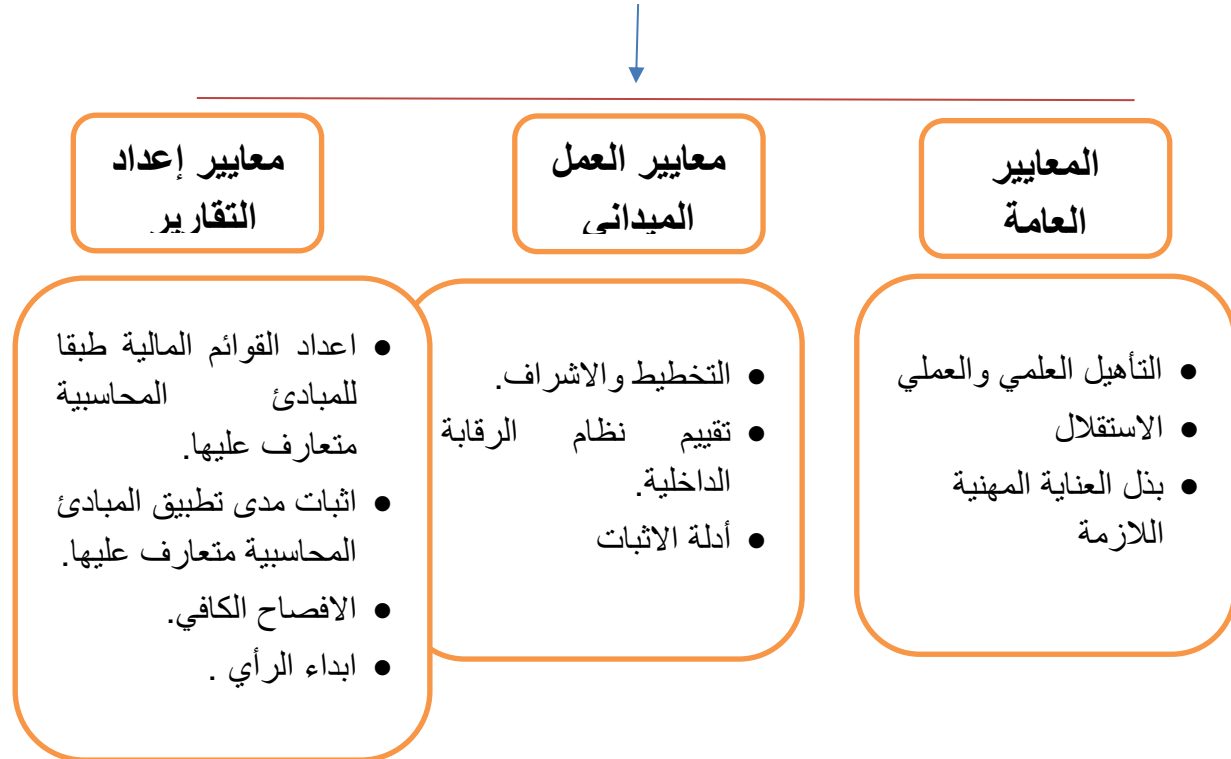 المعايير
العامة
معايير العمل
الميداني
معايير إعداد
التقارير
● التأهيل العلمي والعملي
● الاستقلال
● بذل العناية المهنية
اللازمة
● التخطيط والاشراف.
● تقييم نظام الرقابة
الداخلية.
● أدلة الاثبات
● اعداد القوائم المالية طبقا
للمبادئ المحاسبية
متعارف عليها.
● اثبات مدى تطبيق المبادئ
المحاسبية متعارف عليها.
● الافصاح الكافي.
● ابداء الرأي .